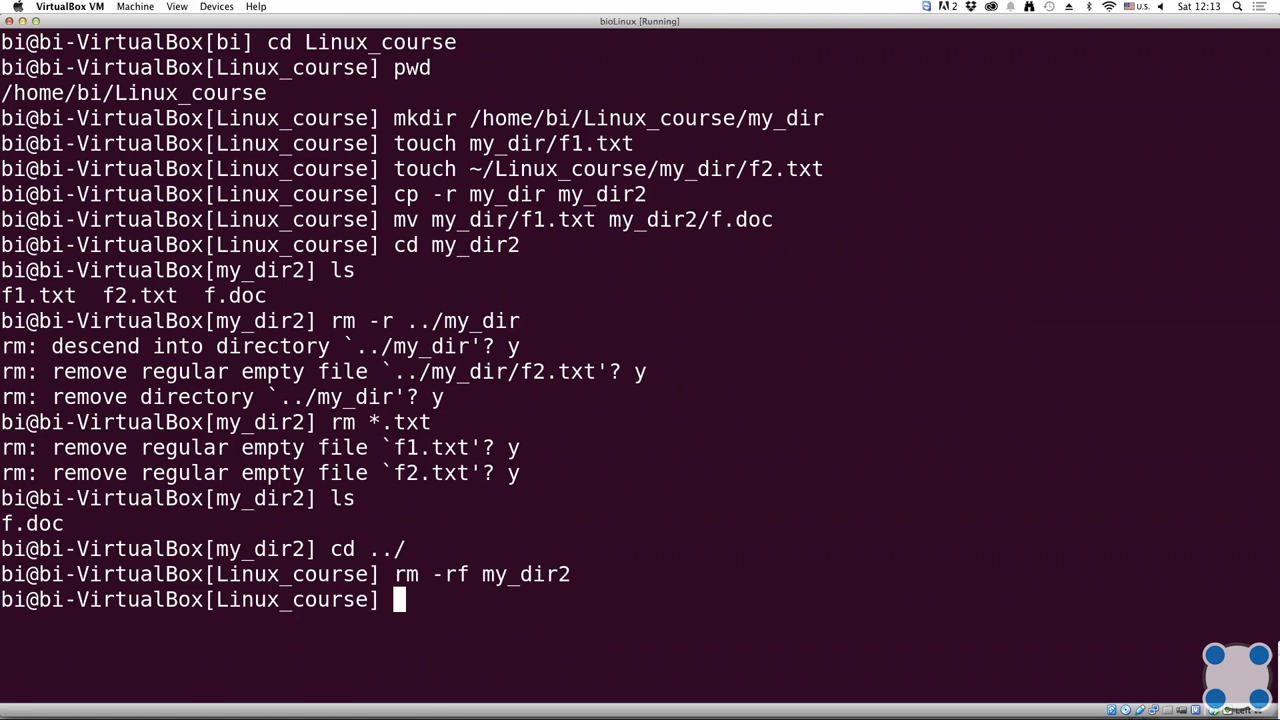 VirtualBox VM Machine View Devices Help 2 U.S. Sat 12:13
bioLinux [Running]
bi@bi-VirtualBox[bi] cd Linux_course
bi@bi-VirtualBox[Linux_course] pwd
/home/bi/Linux_course
bi@bi-VirtualBox[Linux_course] mkdir /home/bi/Linux_course/my_dir
bi@bi-VirtualBox[Linux_course] touch my_dir/f1.txt
bi@bi-VirtualBox[Linux_course] touch ~/Linux_course/my_dir/f2.txt
bi@bi-VirtualBox[Linux_course] cp -r my_dir my_dir2
bi@bi-VirtualBox[Linux_course] mv my_dir/f1.txt my_dir2/f.doc
bi@bi-VirtualBox[Linux_course] cd my_dir2
bi@bi-VirtualBox[my_dir2] ls
f1.txt  f2.txt  f.doc
bi@bi-VirtualBox[my_dir2] rm -r ../my_dir
rm: descend into directory `../my_dir'? y
rm: remove regular empty file `../my_dir/f2.txt'? y
rm: remove directory `../my_dir'? y
bi@bi-VirtualBox[my_dir2] rm *.txt
rm: remove regular empty file `f1.txt'? y
rm: remove regular empty file `f2.txt'? y
bi@bi-VirtualBox[my_dir2] ls
f.doc
bi@bi-VirtualBox[my_dir2] cd ../
bi@bi-VirtualBox[Linux_course] rm -rf my_dir2
bi@bi-VirtualBox[Linux_course]
Left